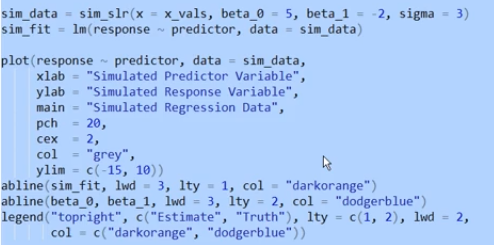 sim_data = sim_slr(x = x_vals, beta_0 = 5, beta_1 = -2, sigma = 3)
sim_fit = lm(response ~ predictor, data = sim_data)

plot(response ~ predictor, data = sim_data,
     xlab = "Simulated Predictor Variable",
     ylab = "Simulated Response Variable",
     main = "Simulated Regression Data",
     pch = 20,
     cex = 2,
     col = "grey",
     ylim = c(-15, 10))
abline(sim_fit, lwd = 3, lty = 1, col = "darkorange")
abline(beta_0, beta_1, lwd = 3, lty = 2, col = "dodgerblue")
legend("topright", c("Estimate", "Truth"), lty = c(1, 2), lwd = 2,
       col = c("darkorange", "dodgerblue"))